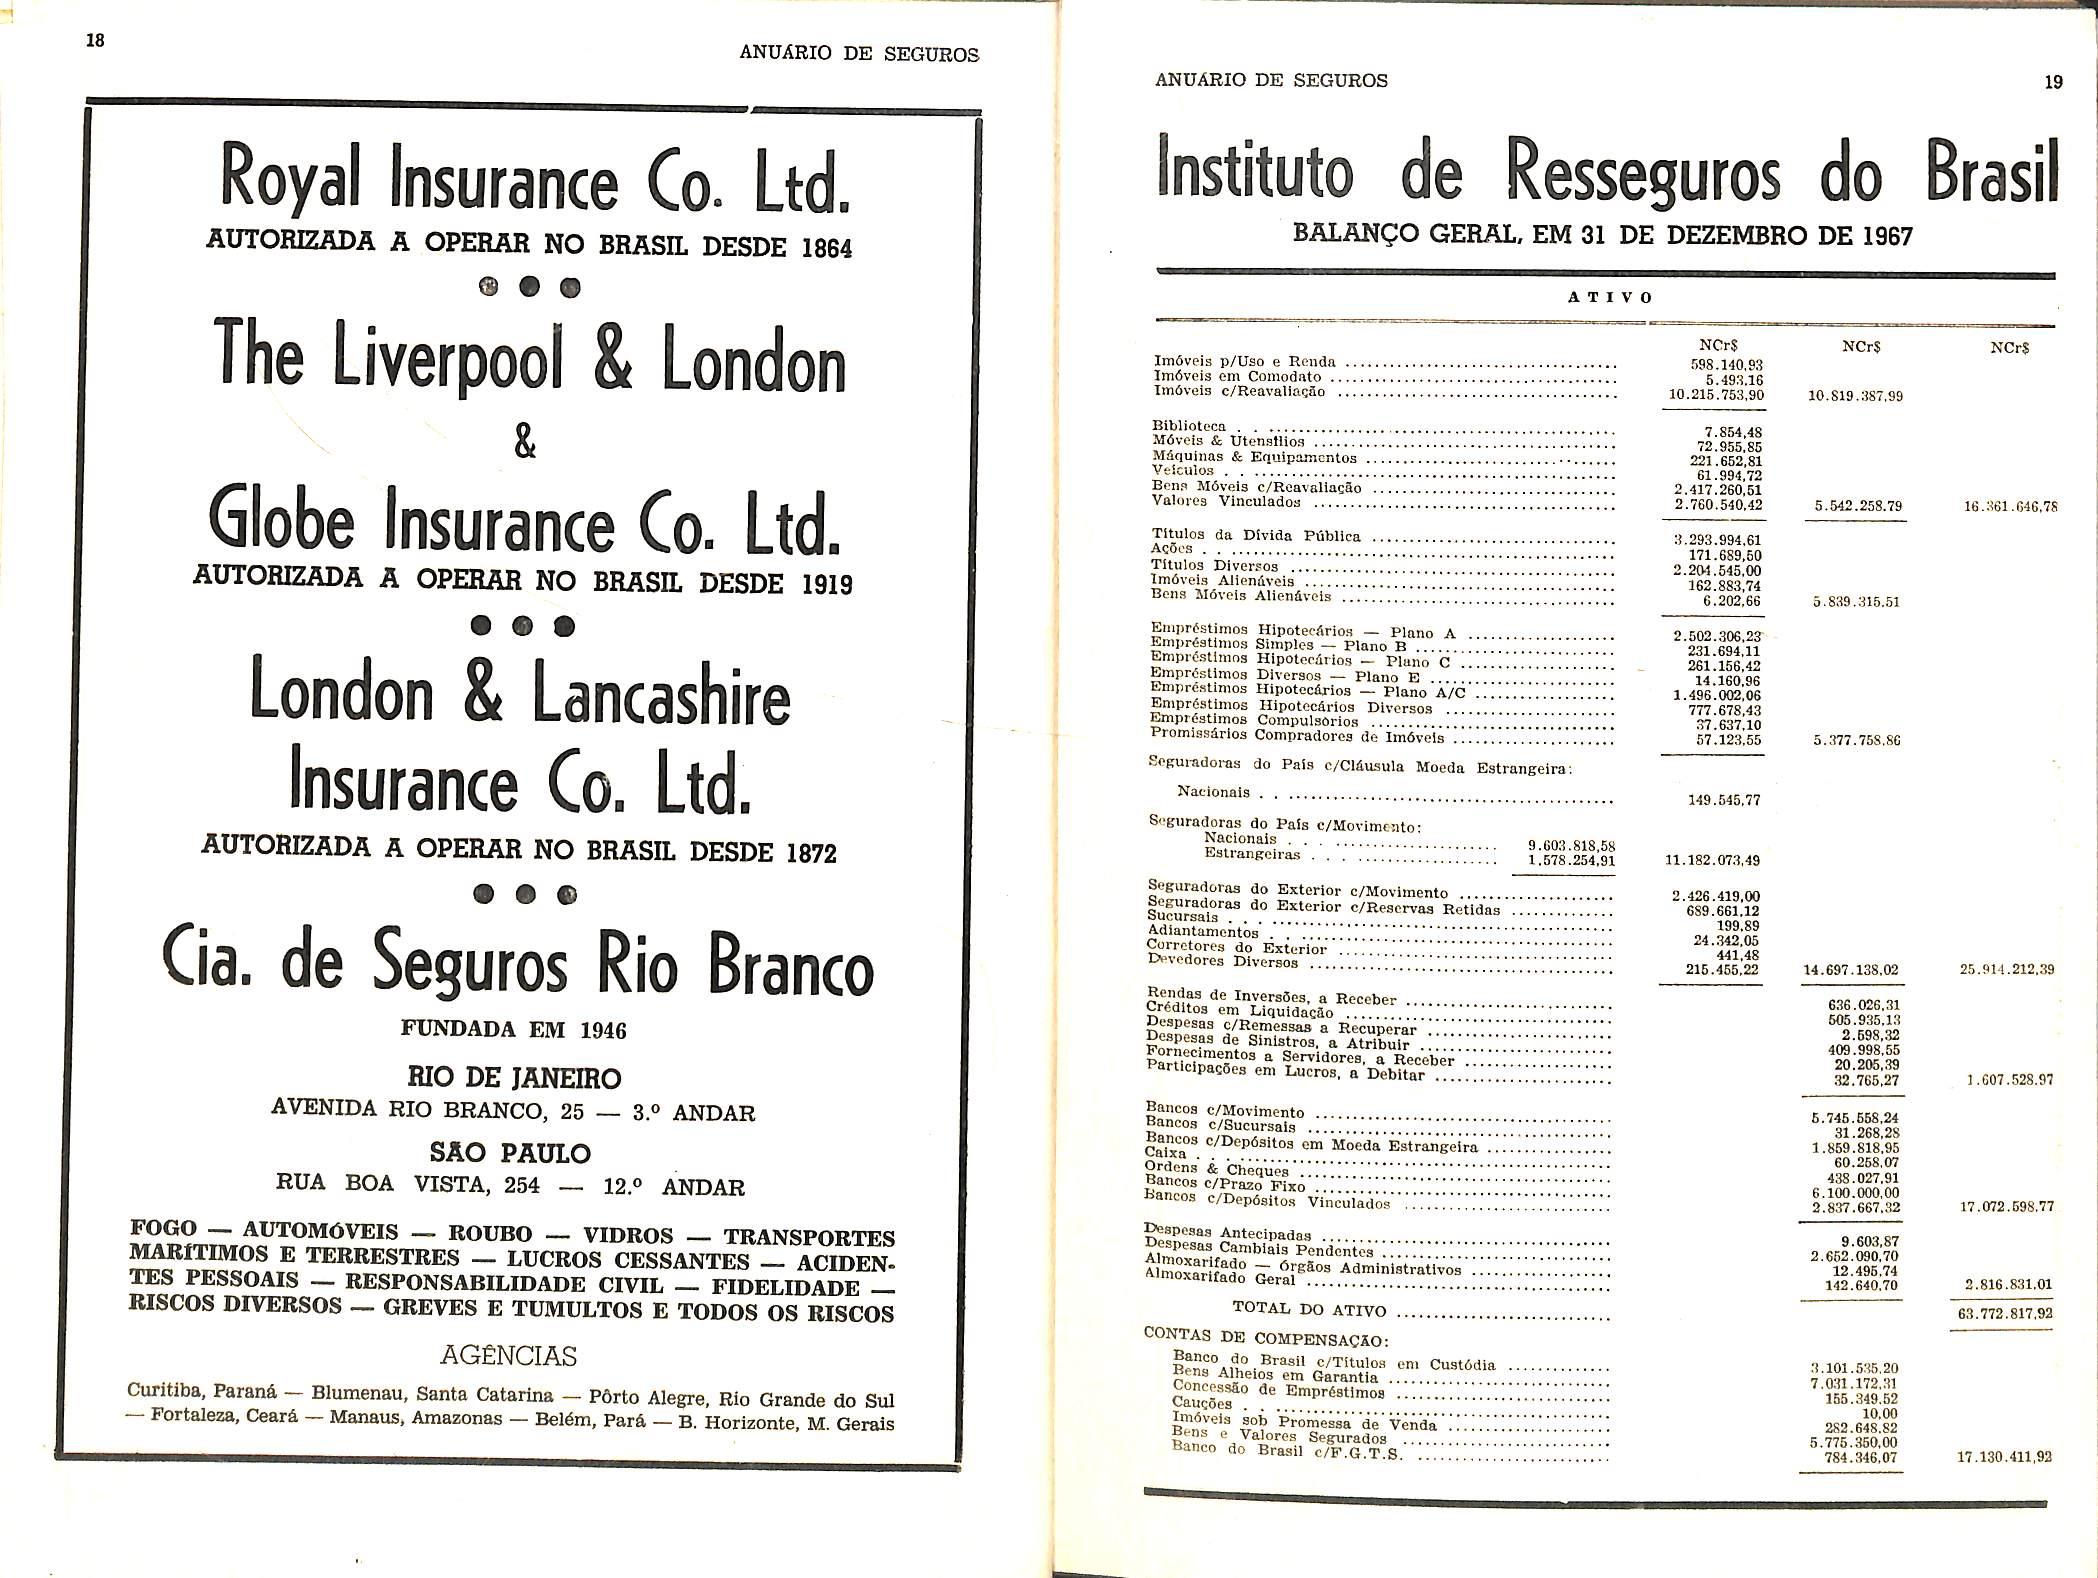 18
ANUÁRIO DE SEGUROS
Royal Insurance Co. Ltd.
AUTORIZADA A OPERAR NO BRASIL DESDE 1864
The Liverpool & London
&
Globe Insurance Co. Ltd.
AUTORIZADA A OPERAR NO BRASIL DESDE 1919
London & Lancashire
Insurance Co. Ltd.
AUTORIZADA A OPERAR NO BRASIL DESDE 1872
Cia. de Seguros Rio Branco
FUNDADA EM 1946
RIO DE JANEIRO
AVENIDA RIO BRANCO, 25 — 3.º ANDAR
SÃO PAULO
RUA BOA VISTA, 254 — 12.º ANDAR
FOGO — AUTOMÓVEIS — ROUBO — VIDROS — TRANSPORTES
MARÍTIMOS E TERRESTRES — LUCROS CESSANTES — ACIDEN-
TES PESSOAIS — RESPONSABILIDADE CIVIL — FIDELIDADE —
RISCOS DIVERSOS — GREVES E TUMULTOS E TODOS OS RISCOS
AGÊNCIAS
Curitiba, Paraná — Blumenau, Santa Catarina — Pôrto Alegre, Rio Grande do Sul
— Fortaleza, Ceará — Manaus, Amazonas — Belém, Pará — B. Horizonte, M. Gerais
ANUÁRIO DE SEGUROS 19
Instituto de Resseguros do Brasil
BALANÇO GERAL, EM 31 DE DEZEMBRO DE 1967
ATIVO
NCr$ NCr$ NCr$
Imóveis p/Uso e Renda 598.140,93
Imóveis em Comodato 5.493,16
Imóveis c/Reavaliação 10.215.753,90 10.819.387,99
Biblioteca 7.854,48
Móveis & Utensílios 72.955,85
Máquinas & Equipamentos 221.652,81
Veículos 61.994,72
Bens Móveis c/Reavaliação 2.417.260,51
Valores Vinculados 2.760.540,42 5.542.258.79 16.361.646,78
Títulos da Dívida Pública 3.293.994,61
Ações 171.689,50
Títulos Diversos 2.204.545,00
Imóveis Alienáveis 162.883,74
Bens Móveis Alienáveis 6.202,66 5.839.315.51
Empréstimos Hipotecários — Plano A 2.502.306,23
Empréstimos Simples — Plano B 231.694,11
Empréstimos Hipotecários — Plano C 261.156,42
Empréstimos Diversos — Plano E 14.160,96
Empréstimos Hipotecários — Plano A/C 1.496.002,06
Empréstimos Hipotecários Diversos 777.678,43
Empréstimos Compulsórios 37.637,10
Promissários Compradores de Imóveis 57.123,55 5.377.758.86
Seguradoras do País c/Cláusula Moeda Estrangeira:
Nacionais 149.545,77
Seguradoras do País c/Movimento:
Nacionais 9.603.818,58
Estrangeiras 1.578.254,91 11.182.073,49
Seguradoras do Exterior c/Movimento 2.426.419,00
Seguradoras do Exterior c/Reservas Retidas 689.661,12
Sucursais 199,89
Adiantamentos 24.342,05
Corretores do Exterior 441,48
Devedores Diversos 215.455,22 14.697.138,02 25.914.212,39
Rendas de Inversões, a Receber 636.026,31
Créditos em Liquidação 505.935,13
Despesas c/Remessas a Recuperar 2.598,32
Despesas de Sinistros, a Atribuir 409.998,55
Fornecimentos a Servidores, a Receber 20.205,39
Participações em Lucros, a Debitar 32.765,27 1.607.528.97
Bancos c/Movimento 5.745.558,24
Bancos c/Sucursais 31.268,28
Bancos c/Depósitos em Moeda Estrangeira 1.859.818,95
Caixa 60.258,07
Ordens & Cheques 438.027,91
Bancos c/Prazo Fixo 6.100.000,00
Bancos c/Depósitos Vinculados 2.837.667,32 17.072.598.77
Despesas Antecipadas 9.603,87
Despesas Cambiais Pendentes 2.652.090,70
Almoxarifado — órgãos Administrativos 12.495,74
Almoxarifado Geral 142.640,70 2.816.831,01
TOTAL DO ATIVO 63.772.817,92
CONTAS DE COMPENSAÇÃO:
Banco do Brasil c/Títulos em Custódia 3.101.535,20
Bens Alheios em Garantia 7.031.172,31
Concessão de Empréstimos 155.349,52
Cauções 10,00
Imóveis sob Promessa de Venda 282.648,82
Bens e Valores Segurados 5.775.350,00
Banco do Brasil c/F.G.T.S. 784.346,07 17.130.411,92